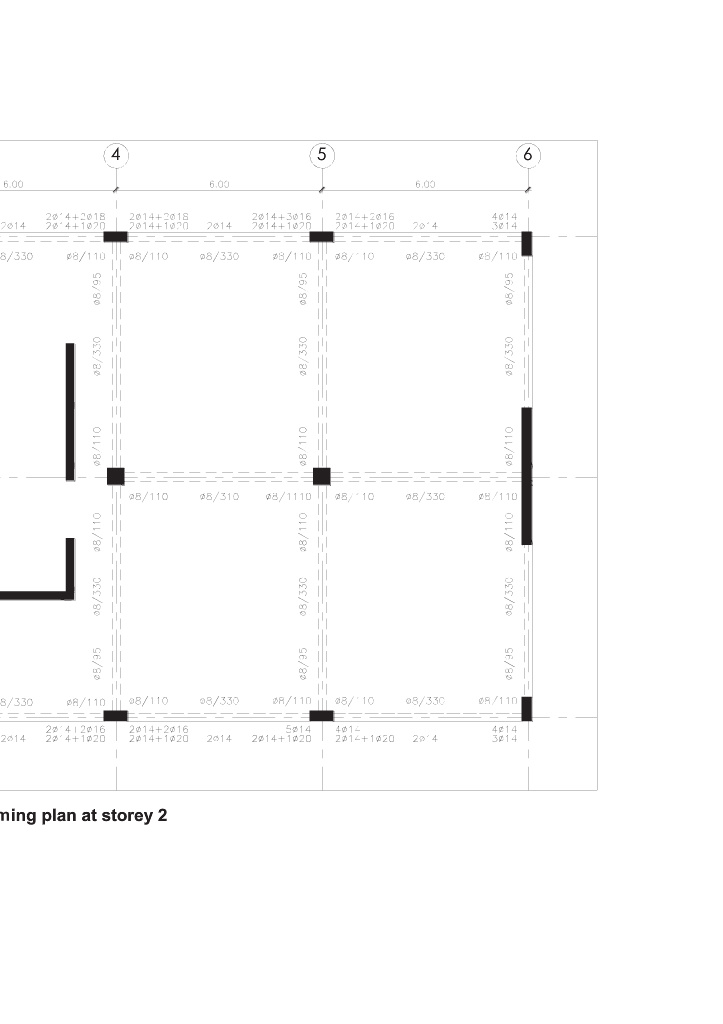 4 5 6
6.00 6.00 6.00
2ø14+2ø18 2ø14+2ø18 2ø14+3ø16 2ø14+2ø16 4ø14
2ø14 2ø14+1ø20 2ø14+1ø20 2ø14 2ø14+1ø20 2ø14+1ø20 2ø14 3ø14
8/330 ø8/110 ø8/110 ø8/330 ø8/110 ø8/110 ø8/330 ø8/110
ø8/95 ø8/95 ø8/95
ø8/330 ø8/330 ø8/330
ø8/110 ø8/110 ø8/110
ø8/110 ø8/310 ø8/1110 ø8/110 ø8/330 ø8/110
ø8/110 ø8/110 ø8/110
ø8/330 ø8/330 ø8/330
ø8/95 ø8/95 ø8/95
8/330 ø8/110 ø8/110 ø8/330 ø8/110 ø8/110 ø8/330 ø8/110
2ø14+2ø16 2ø14+2ø16 5ø14 4ø14 4ø14
2ø14 2ø14+1ø20 2ø14+1ø20 2ø14 2ø14+1ø20 2ø14+1ø20 2ø14 3ø14
ming plan at storey 2